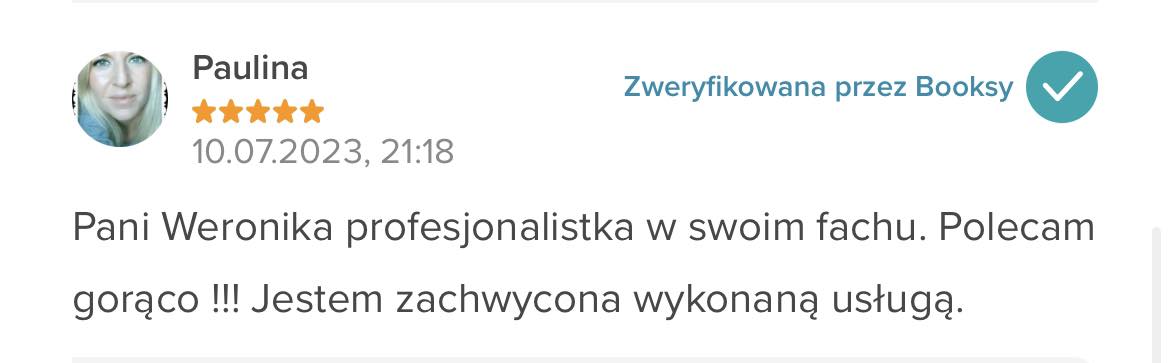 Paulina
Zweryfikowana przez Booksy
10.07.2023, 21:18
Pani Weronika profesjonalistka w swoim fachu. Polecam
gorąco !!! Jestem zachwycona wykonaną usługą.